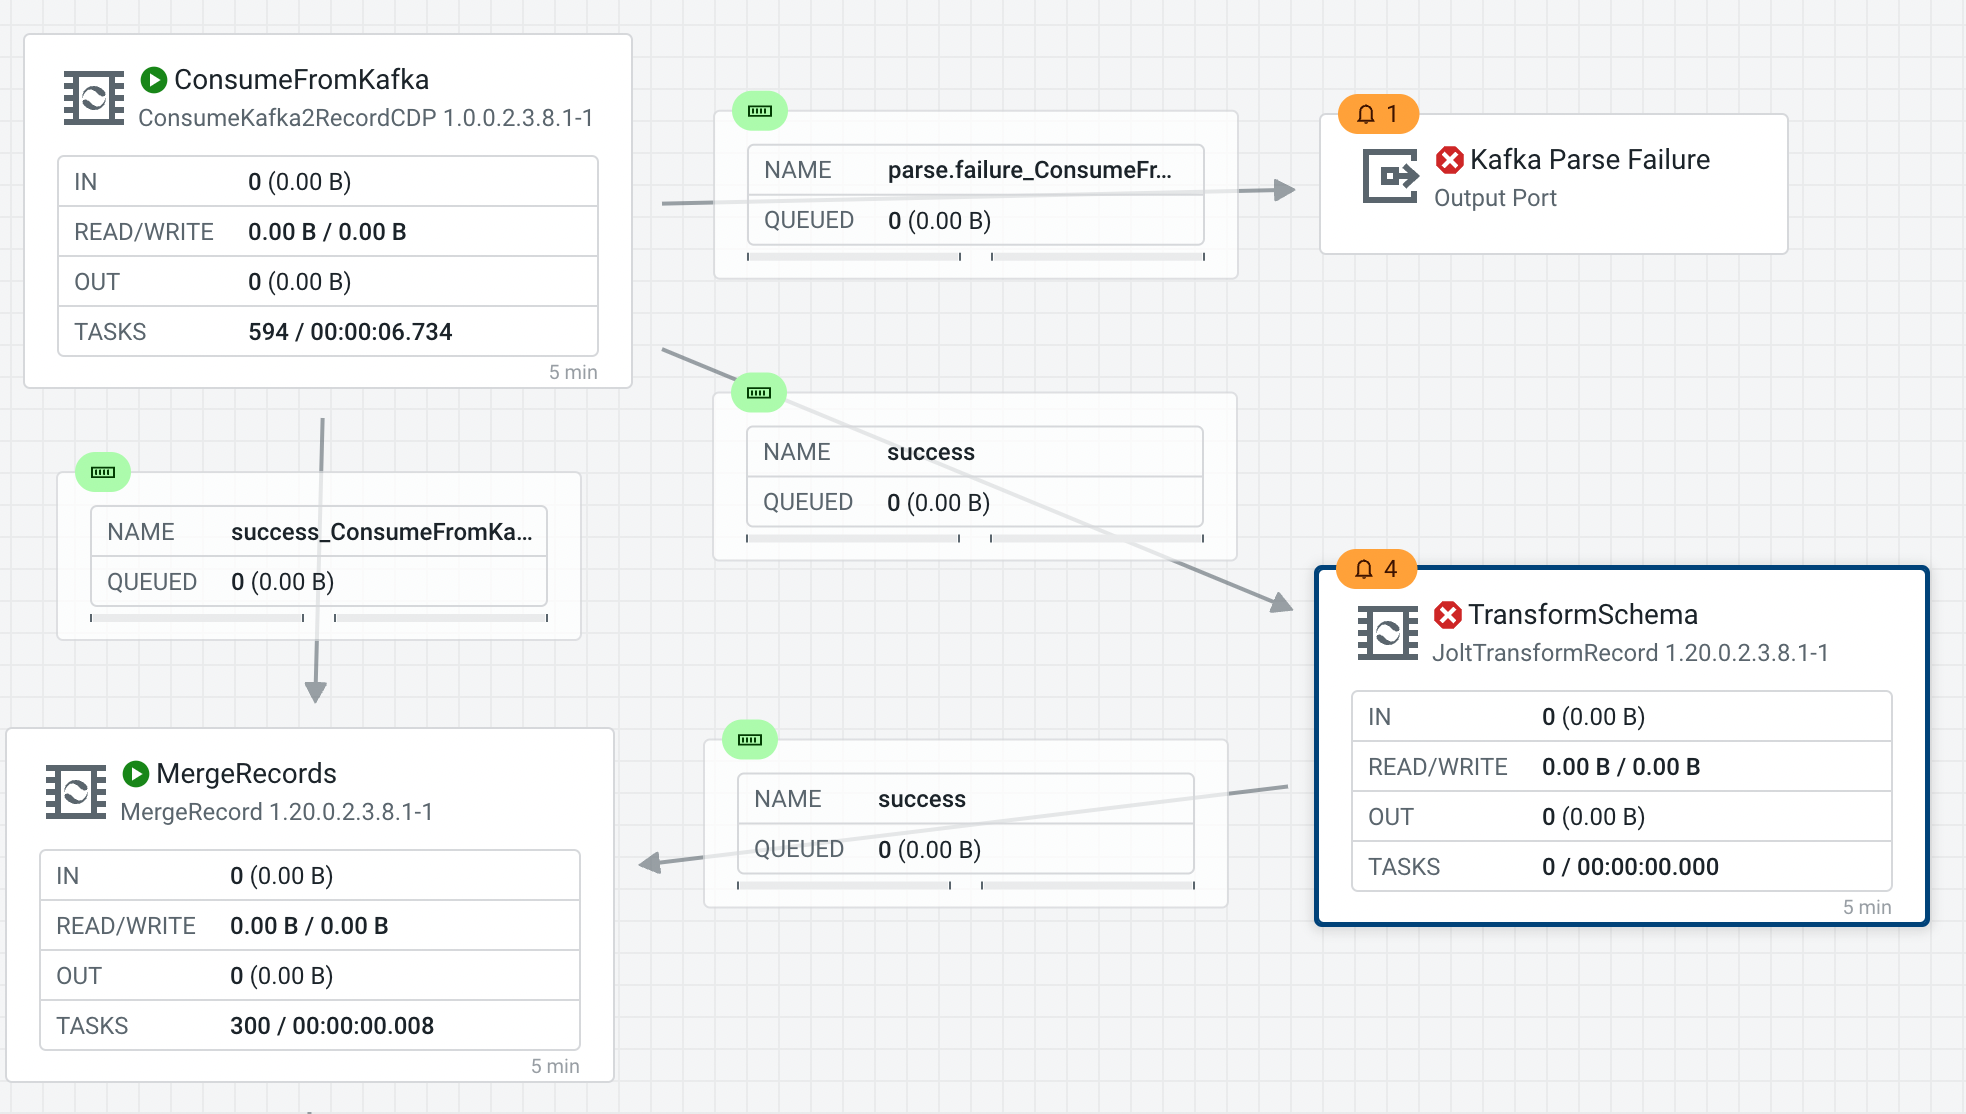 ConsumeFromKafka
ConsumeKafka2RecordCDP 1.0.0.2.3.8.1-1
IN 0 (0.00 B)
READ/WRITE 0.00 B / 0.00 B
OUT 0 (0.00 B)
TASKS 594 / 00:00:06.734
5 min
NAME parse.failure_ConsumeFr...
QUEUED 0 (0.00 B)
1
Kafka Parse Failure
Output Port
NAME success
QUEUED 0 (0.00 B)
NAME success_ConsumeFromKa...
QUEUED 0 (0.00 B)
4
TransformSchema
JoltTransformRecord 1.20.0.2.3.8.1-1
IN 0 (0.00 B)
READ/WRITE 0.00 B / 0.00 B
OUT 0 (0.00 B)
TASKS 0 / 00:00:00.000
5 min
NAME success
QUEUED 0 (0.00 B)
MergeRecords
MergeRecord 1.20.0.2.3.8.1-1
IN 0 (0.00 B)
READ/WRITE 0.00 B / 0.00 B
OUT 0 (0.00 B)
TASKS 300 / 00:00:00.008
5 min